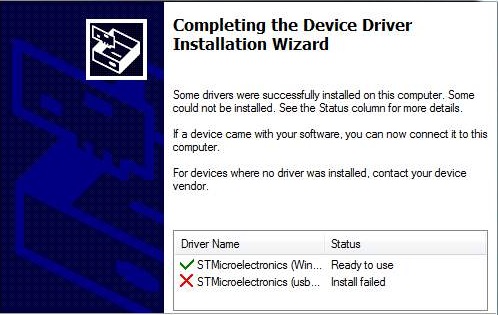 Completing the Device Driver
Installation Wizard
Some drivers were successfully installed on this computer. Some
could not be installed. See the Status column for more details.
If a device came with your software, you can now connect it to this
computer.
For devices where no driver was installed, contact your device
vendor.
Driver Name Status
STMicroelectronics (Win... Ready to use
STMicroelectronics (usb... Install failed